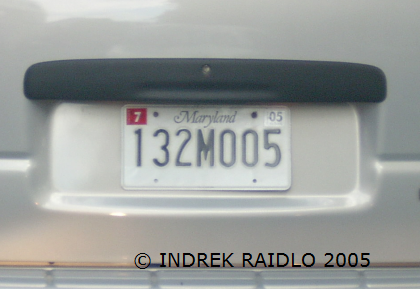 7 Maryland 05
132M005
© INDREK RAIDLO 2005